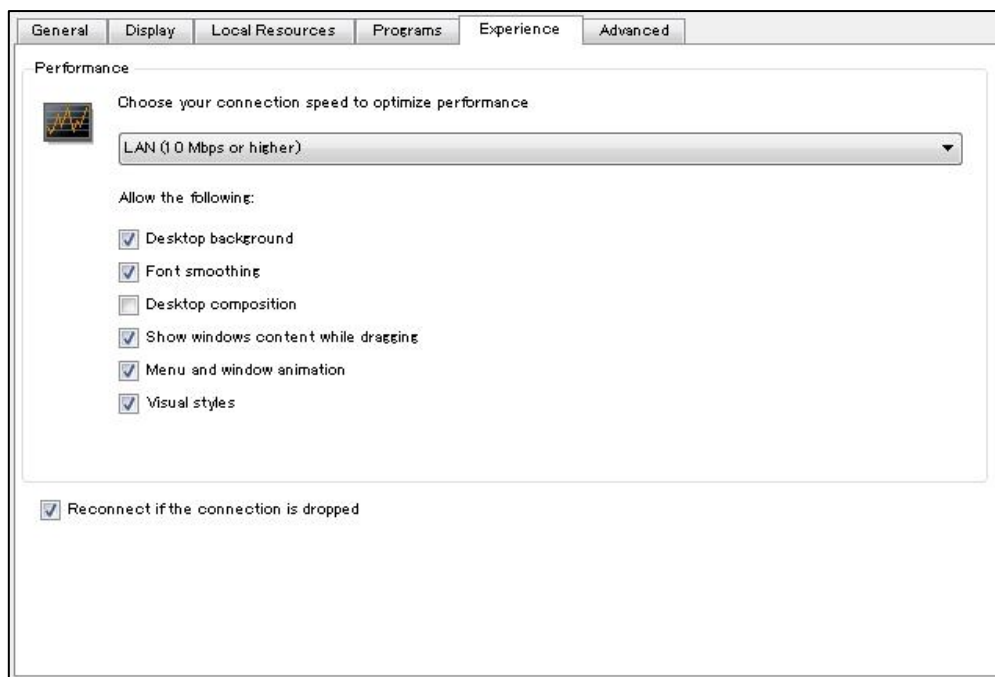 General Display Local Resources Programs Experience Advanced
Performance
Choose your connection speed to optimize performance
LAN (10 Mbps or higher)
Allow the following:
Desktop background
Font smoothing
Desktop composition
Show windows content while dragging
Menu and window animation
Visual styles
Reconnect if the connection is dropped